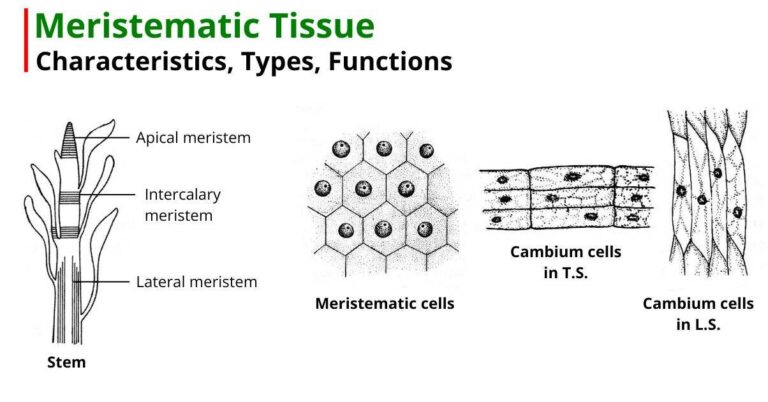 Meristematic Tissue
Characteristics, Types, Functions
Apical meristem
Intercalary
meristem
Lateral meristem
Stem
Meristematic cells
Cambium cells
in T.S.
Cambium cells
in L.S.